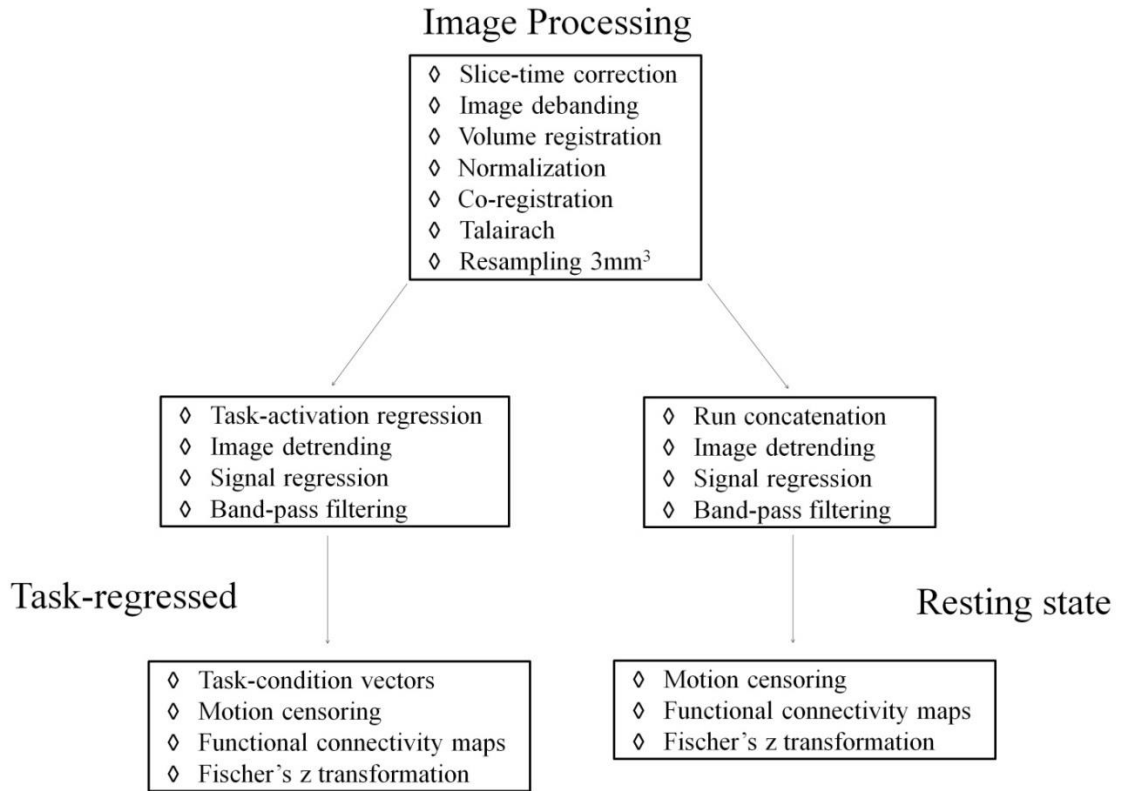 Image Processing
◊ Slice-time correction
◊ Image debanding
◊ Volume registration
◊ Normalization
◊ Co-registration
◊ Talairach
◊ Resampling 3mm³
◊ Task-activation regression
◊ Image detrending
◊ Signal regression
◊ Band-pass filtering
◊ Run concatenation
◊ Image detrending
◊ Signal regression
◊ Band-pass filtering
Task-regressed
Resting state
◊ Task-condition vectors
◊ Motion censoring
◊ Functional connectivity maps
◊ Fischer's z transformation
◊ Motion censoring
◊ Functional connectivity maps
◊ Fischer's z transformation